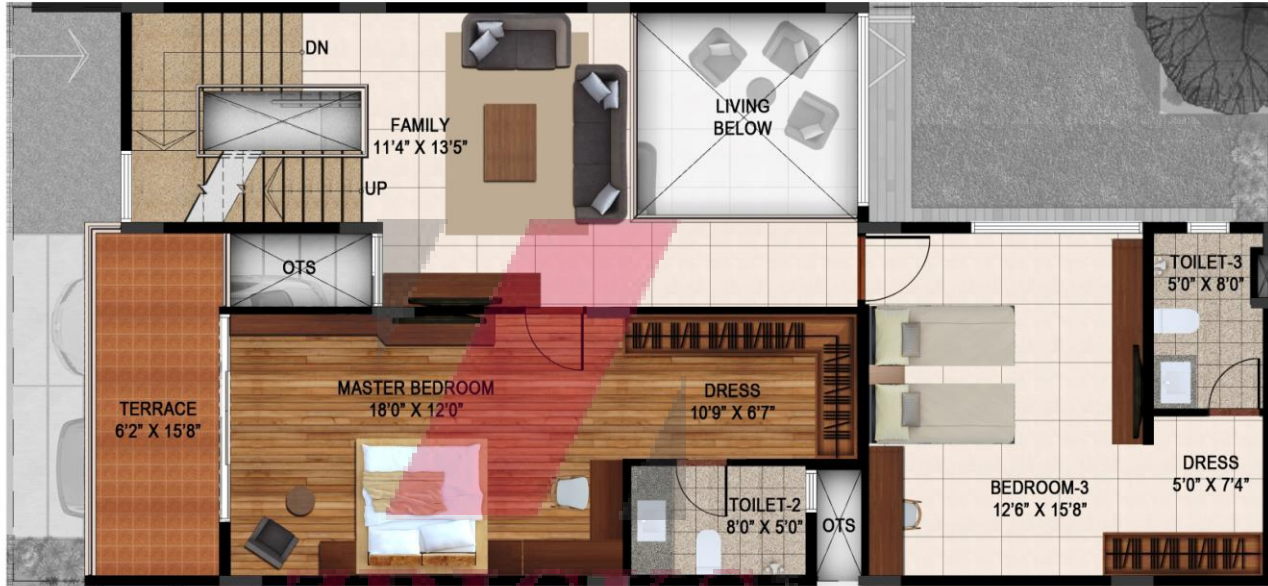 DN
FAMILY
11'4" X 13'5"
LIVING
BELOW
UP
OTS
TOILET-3
5'0" X 8'0"
MASTER BEDROOM
18'0" X 12'0"
DRESS
10'9" X 6'7"
TERRACE
6'2" X 15'8"
DRESS
5'0" X 7'4"
BEDROOM-3
12'6" X 15'8"
TOILET-2
8'0" X 5'0"
OTS